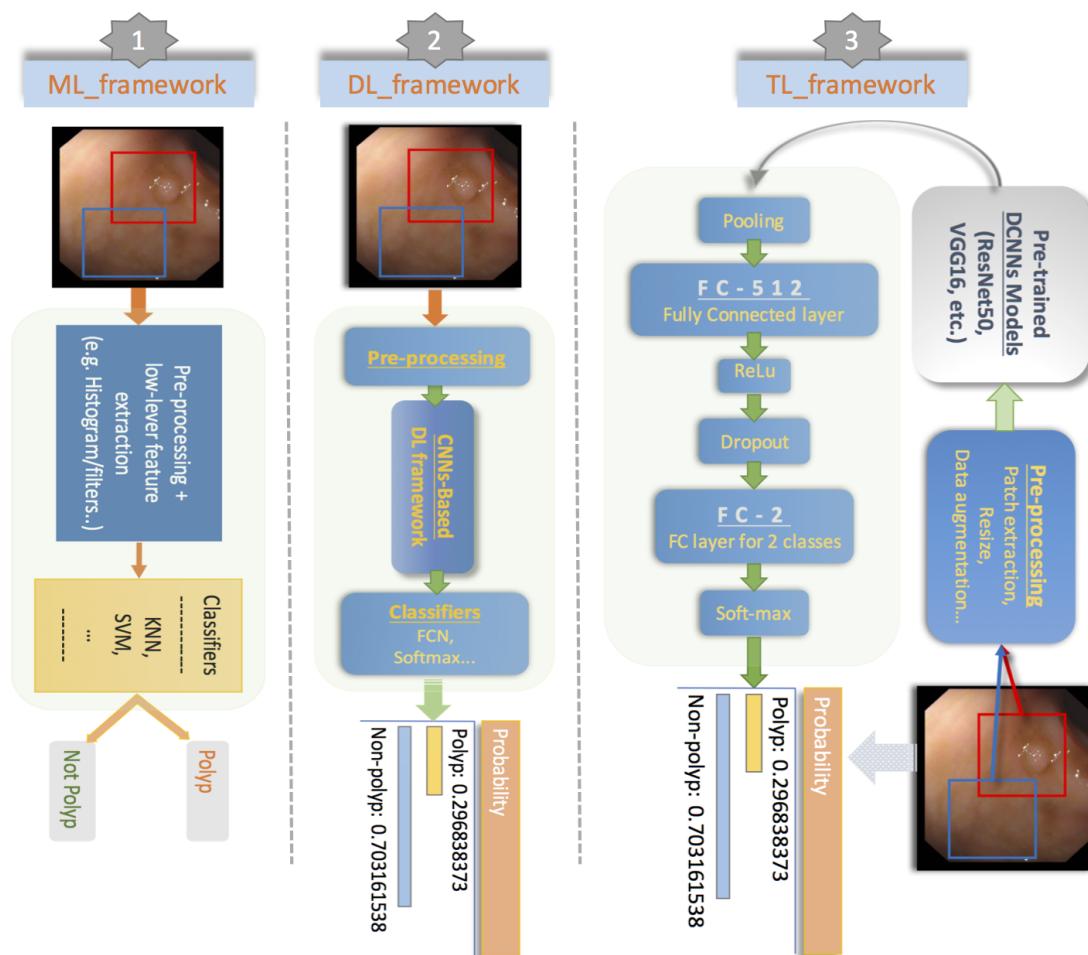 1
ML_framework
Pre-processing +
low-lever feature
extraction
(e.g. Histogram/filters..)
Classifiers
----------------
KNN,
SVM,
...
---------
Polyp
Not Polyp
2
DL_framework
Pre-processing
CNNs-Based
DL framework
Classifiers
FCN,
Softmax...
Probability
Polyp: 0.296838373
Non-polyp: 0.703161538
3
TL_framework
Pooling
FC-512
Fully Connected layer
ReLu
Dropout
FC-2
FC layer for 2 classes
Soft-max
Probability
Polyp: 0.296838373
Non-polyp: 0.703161538
Pre-trained
DCNNs Models
(ResNet50,
VGG16, etc.)
Pre-processing
Patch extraction,
Resize,
Data augmentation...